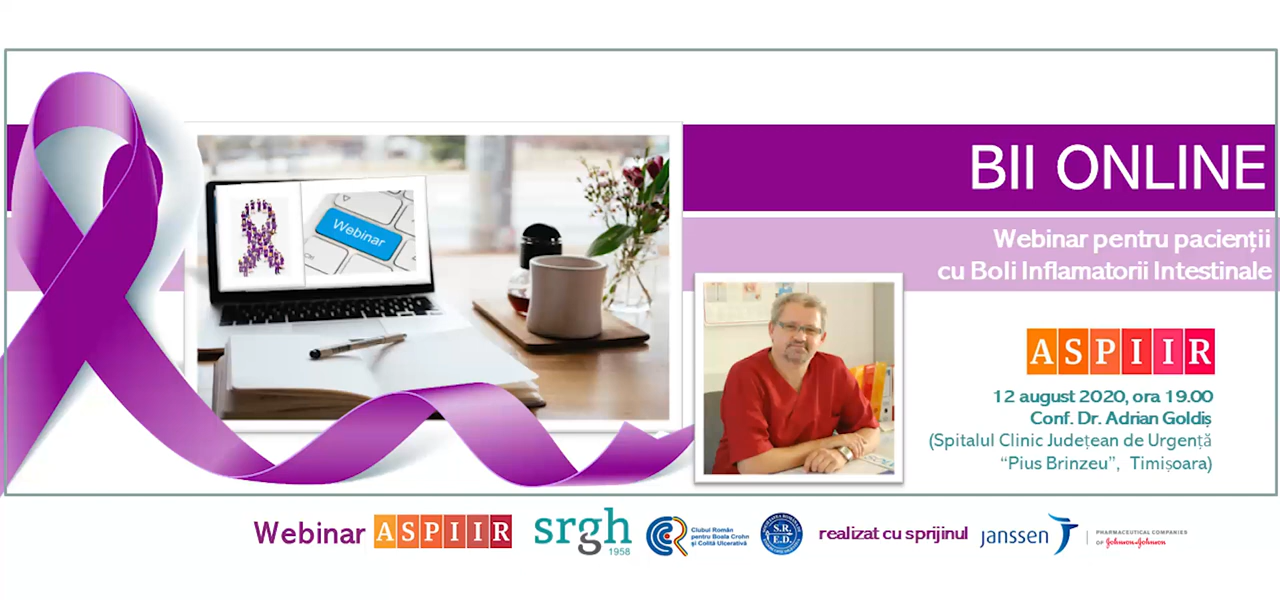 BII ONLINE
Webinar pentru pacienții
cu Boli Inflamatorii Intestinale
Webinar
ASPIIR
12 august 2020, ora 19.00
Conf. Dr. Adrian Goldiș
(Spitalul Clinic Județean de Urgență
“Pius Brinzeu”, Timișoara)
Webinar ASPIIR
srgh
1958
Clubul Român
pentru Boala Crohn
și Colită Ulcerativă
S.R.
E.D.
realizat cu sprijinul
janssen
PHARMACEUTICAL COMPANIES
OF Johnson & Johnson